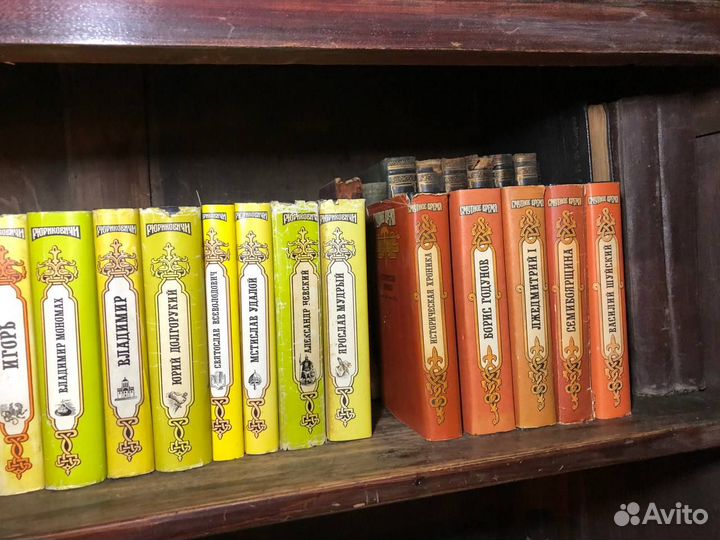 ИГОРЬ
РЮРИКОВИЧИ
ВЛАДИМИР МОНОМАХ
РЮРИКОВИЧИ
ВЛАДИМИР
РЮРИКОВИЧИ
ЮРИЙ ДОЛГОРУКИЙ
РЮРИКОВИЧИ
СВЯТОСЛАВ ВСЕВОЛОДОВИЧ
РЮРИКОВИЧИ
МСТИСЛАВ УДАЛОЙ
РЮРИКОВИЧИ
АЛЕКСАНДР НЕВСКИЙ
РЮРИКОВИЧИ
ЯРОСЛАВ МУДРЫЙ
СМУТНОЕ ВРЕМЯ
ИСТОРИЧЕСКАЯ ХРОНИКА
СМУТНОЕ ВРЕМЯ
БОРИС ГОДУНОВ
СМУТНОЕ ВРЕМЯ
ЛЖЕДМИТРИЙ I
СМУТНОЕ ВРЕМЯ
СЕМИБОЯРЩИНА
СМУТНОЕ ВРЕМЯ
ВАСИЛИЙ ШУЙСКИЙ
Avito